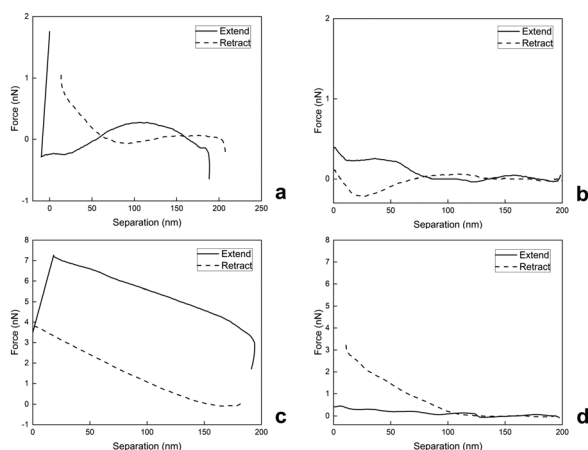 Extend
Retract
2
1
0
-1
0 50 100 150 200 250
Force (nN)
Separation (nm)
a
Extend
Retract
2
1
0
0 50 100 150 200
Force (nN)
Separation (nm)
b
Extend
Retract
8
7
6
5
4
3
2
1
0
-1
0 50 100 150 200
Force (nN)
Separation (nm)
c
Extend
Retract
8
7
6
5
4
3
2
1
0
0 50 100 150 200
Force (nN)
Separation (nm)
d